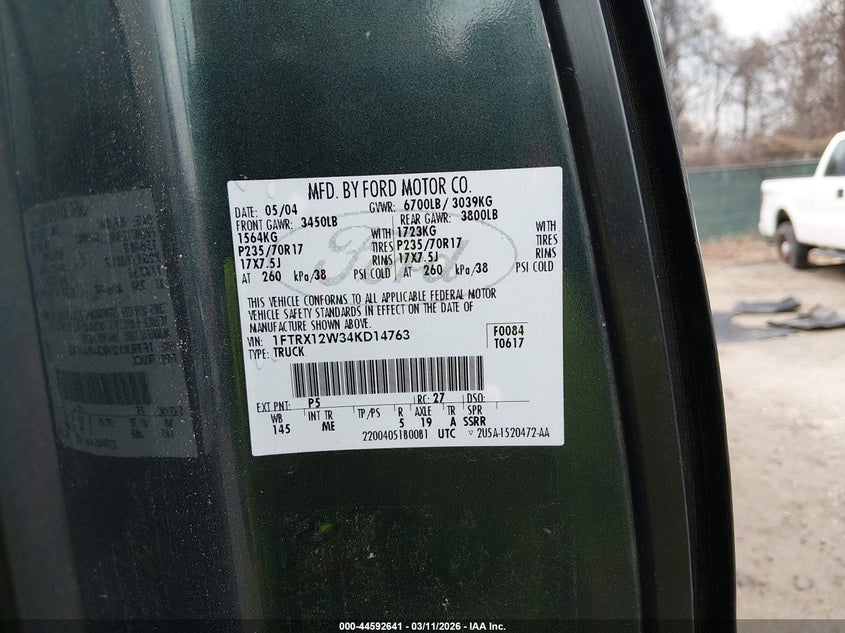 MFD. BY FORD MOTOR CO.
DATE: 05/04 GVWR: 6700LB/ 3039KG
FRONT GAWR: 3450LB REAR GAWR: 3800LB
1564KG WITH 1723KG WITH
P235/70R17 TIRES P235/70R17 TIRES
17X7.5J RIMS 17X7.5J RIMS
AT 260 kPa/38 PSI COLD AT 260 kPa/38 PSI COLD
Ford
THIS VEHICLE CONFORMS TO ALL APPLICABLE FEDERAL MOTOR
VEHICLE SAFETY STANDARDS IN EFFECT ON THE DATE OF
MANUFACTURE SHOWN ABOVE.
VIN: 1FTRX12W34KD14763 F0084
TYPE: TRUCK T0617
EXT PNT: P5 RC: 27 DSO:
WB INT TR TP/PS R AXLE TR SPR
145 ME 5 19 A SSRR
2200405180081 UTC 2U5A-1520472-AA
000-44592641 - 03/11/2026 - IAA Inc.